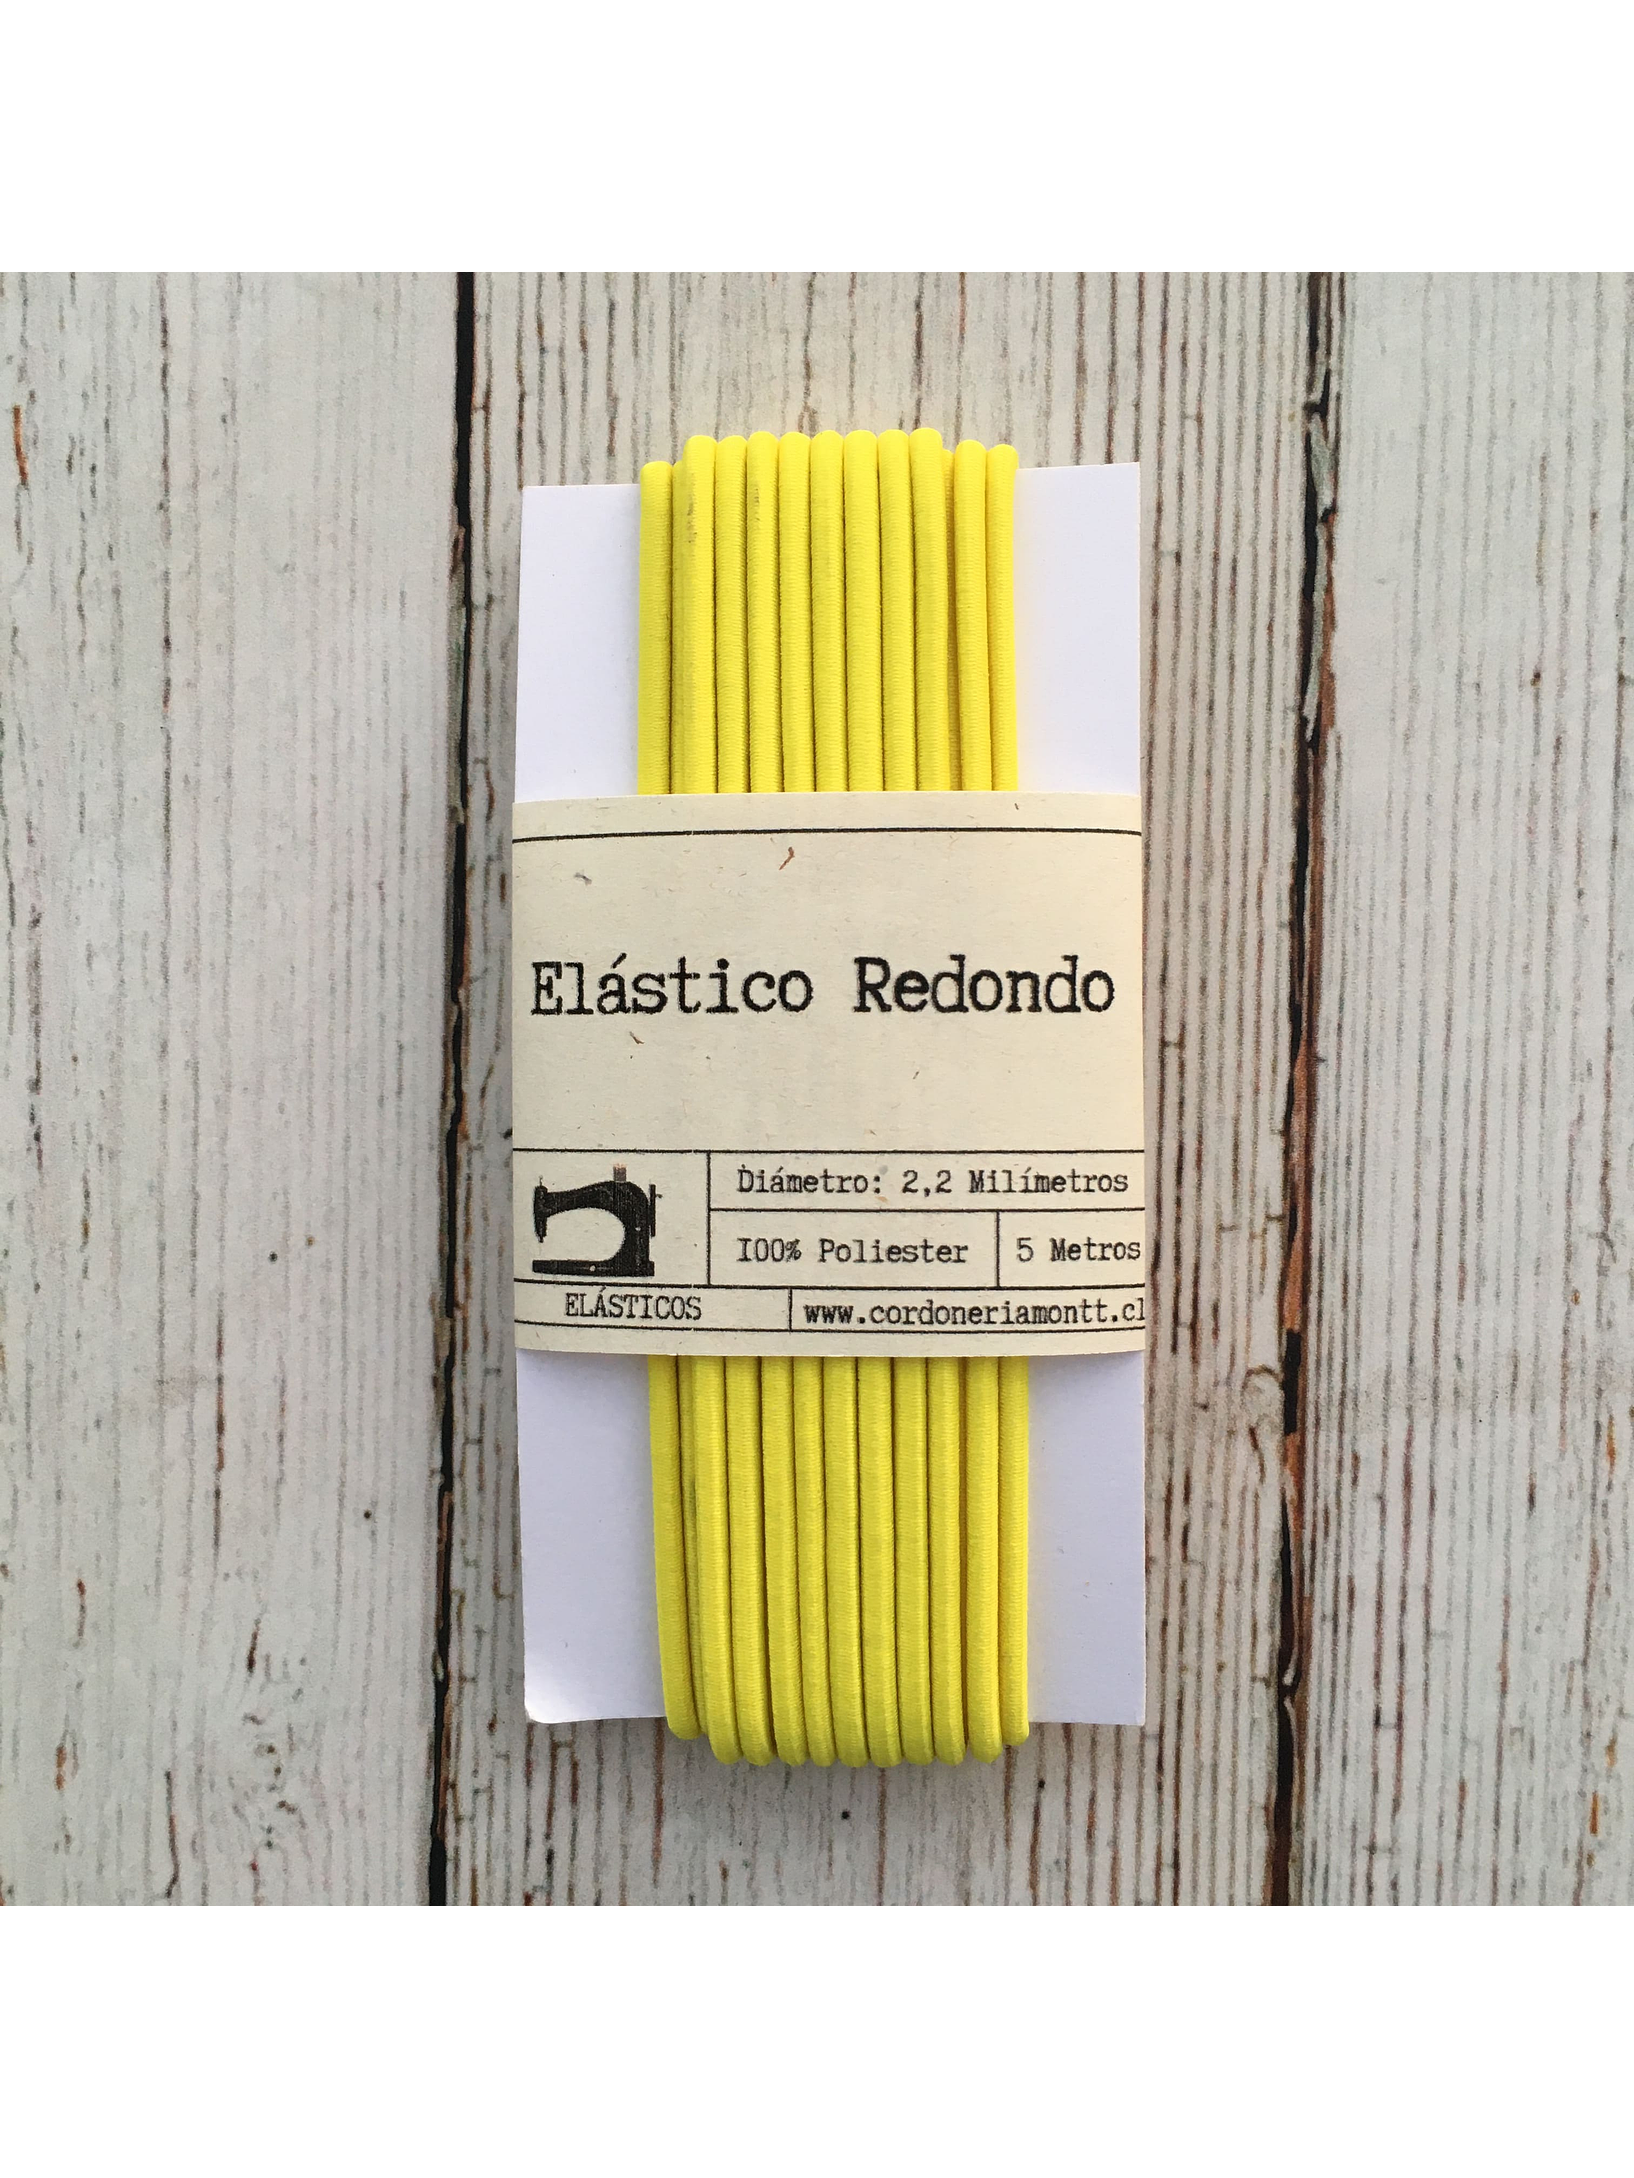 Elástico Redondo
Diámetro: 2,2 Milímetros
100% Poliester
5 Metros
ELÁSTICOS
www.cordoneriamontt.cl